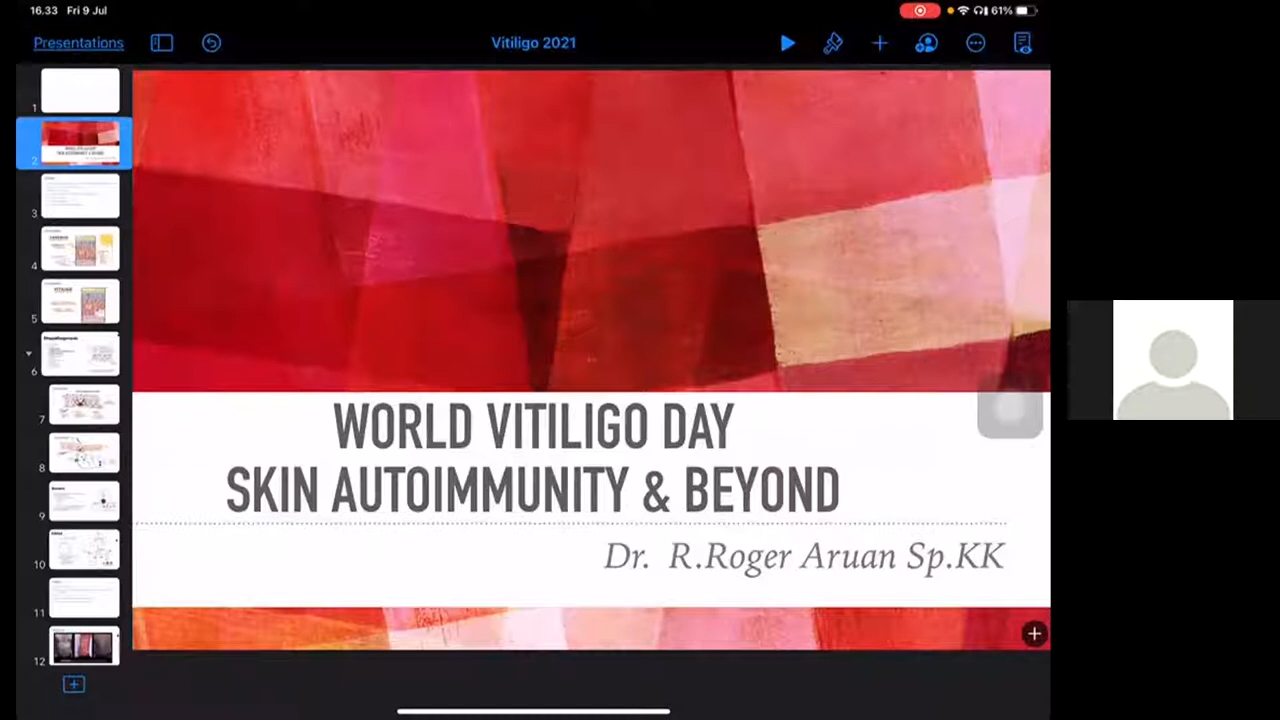 16.33 Fri 9 Jul
61%
Presentations
Vitiligo 2021
1
2
3
4
5
6
7
8
9
10
11
12
WORLD VITILIGO DAY
SKIN AUTOIMMUNITY & BEYOND
Dr. R.Roger Aruan Sp.KK